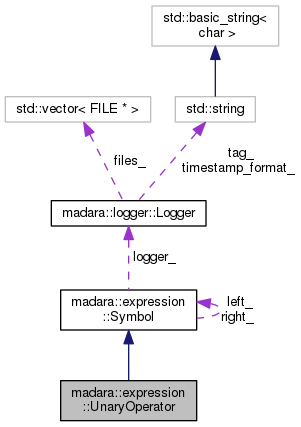 std::basic_string<
char >
std::vector< FILE * >
std::string
files_
tag_
timestamp_format_
madara::logger::Logger
logger_
madara::expression
::Symbol
left_
right_
madara::expression
::UnaryOperator